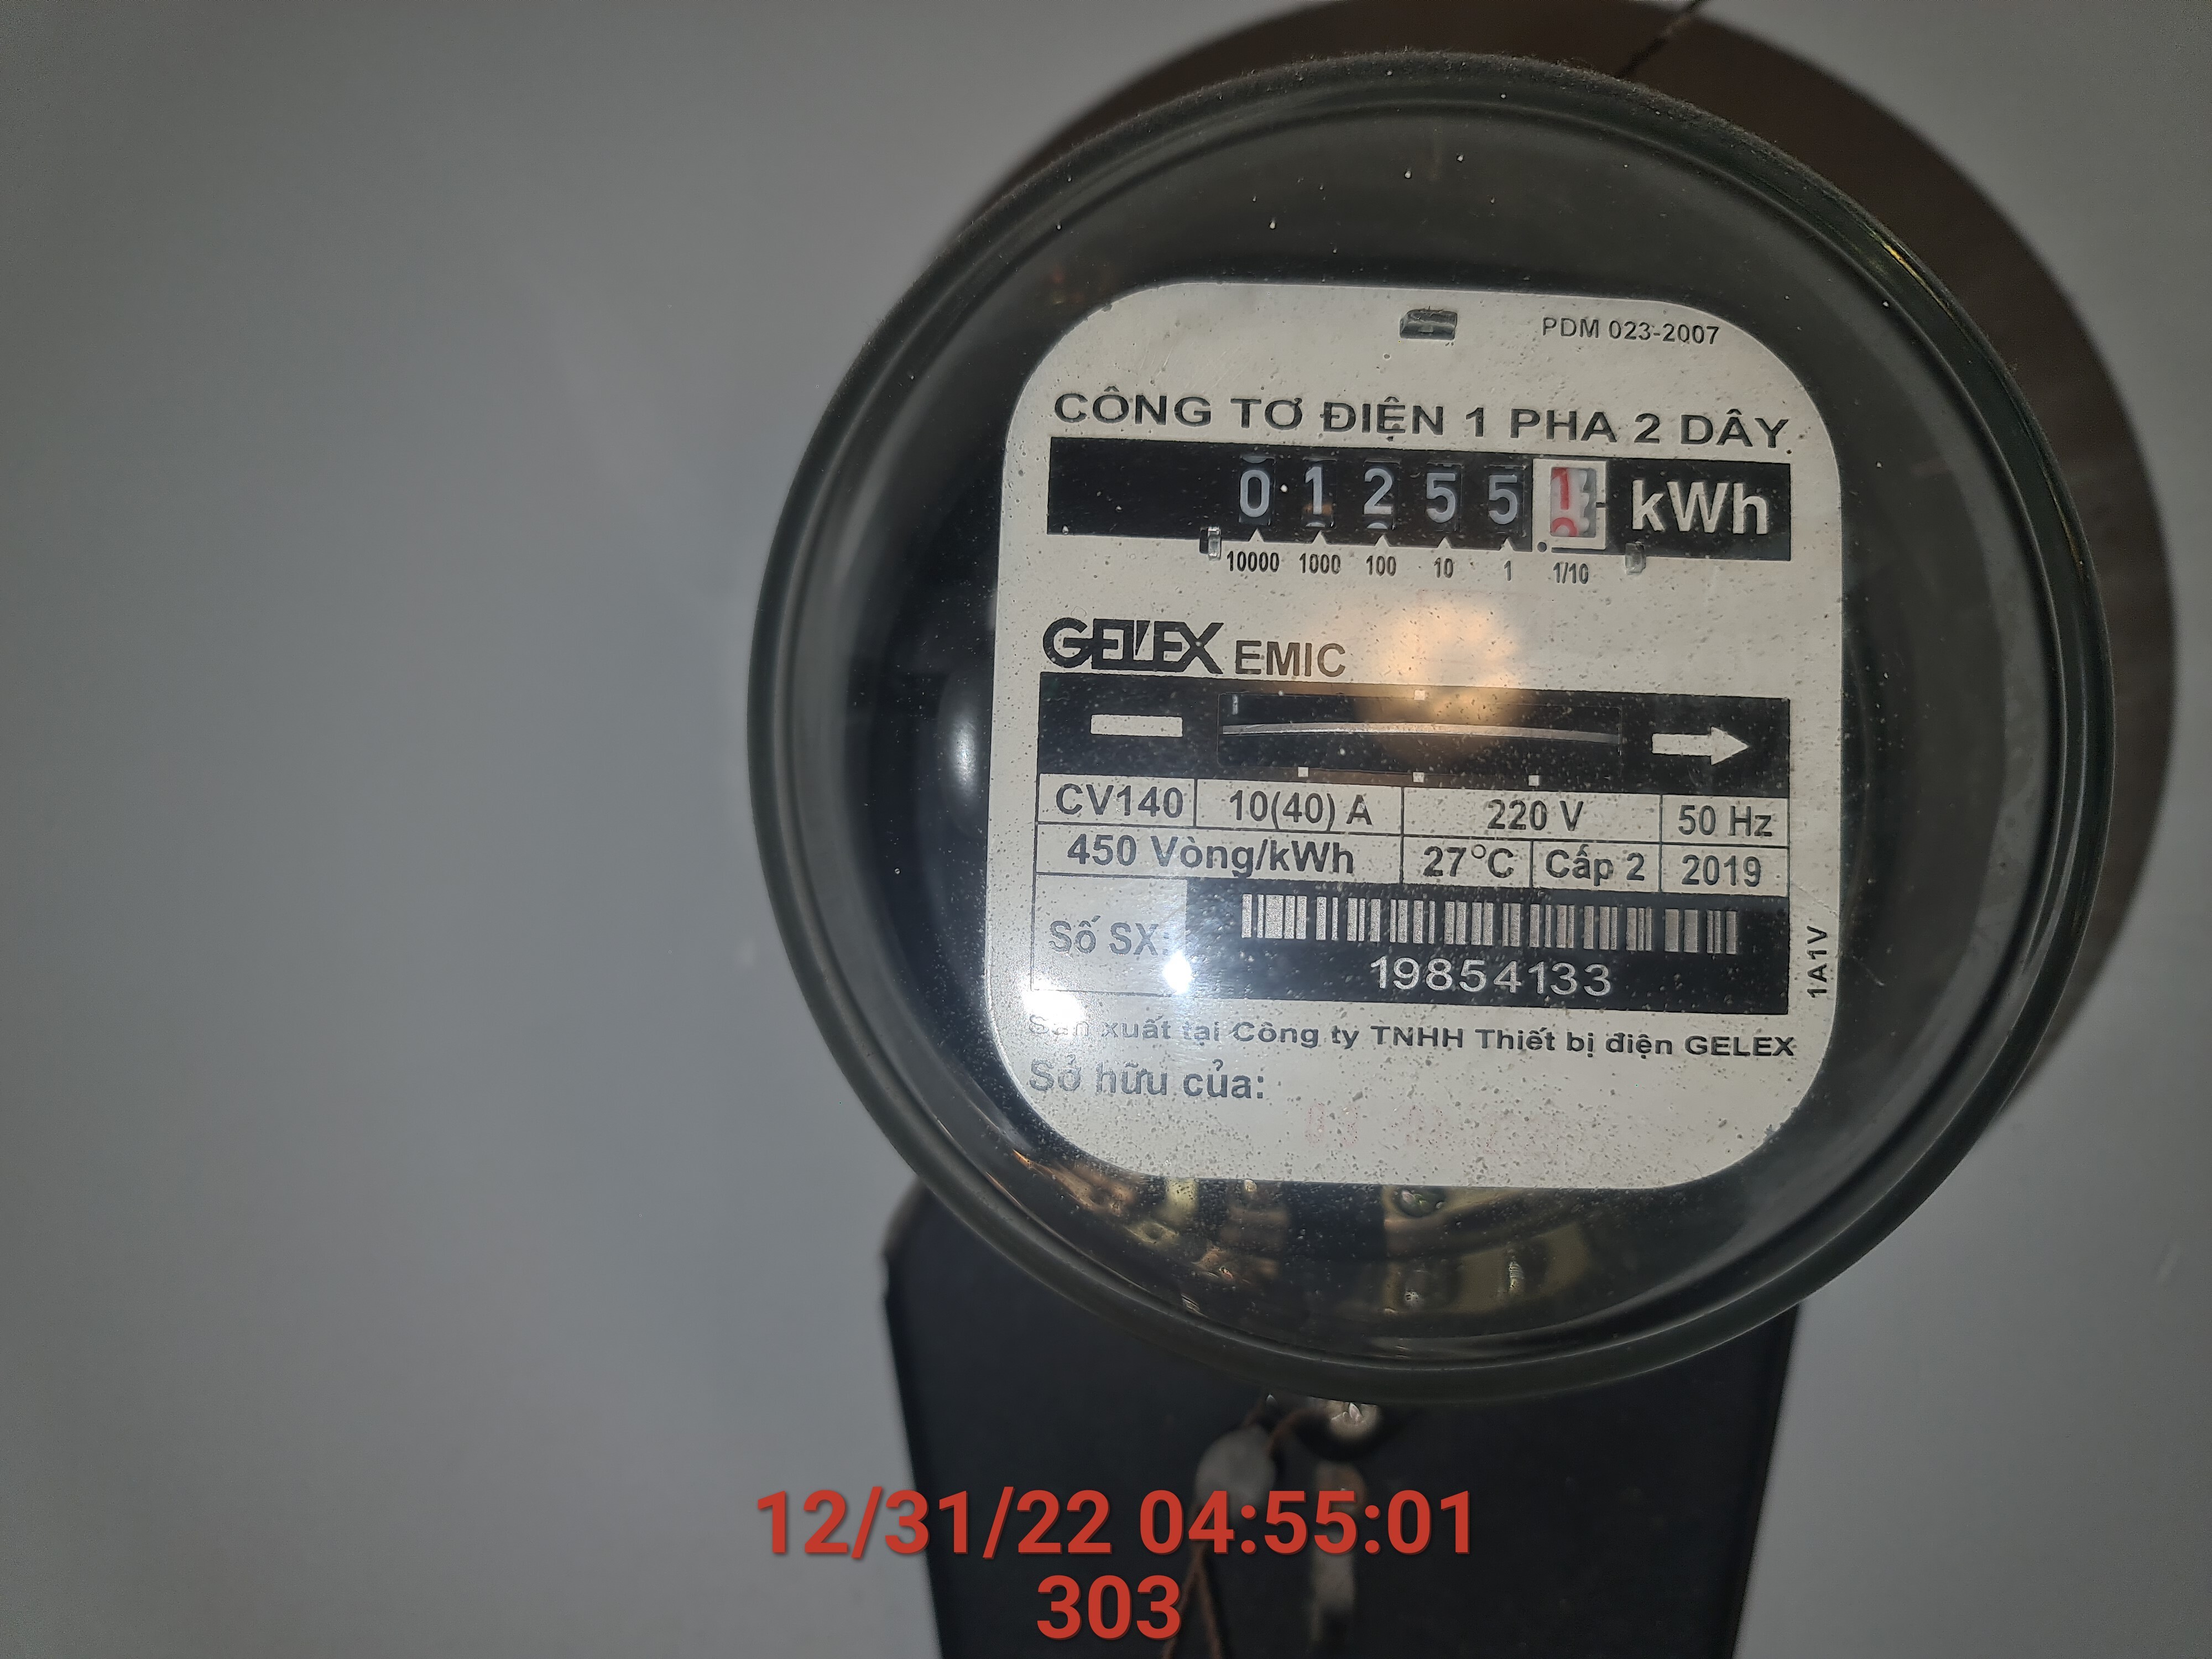 PDM 023-2007
CÔNG TƠ ĐIỆN 1 PHA 2 DÂY
0 1 2 5 5 1 kWh
10000 1000 100 10 1 1/10
GELEX EMIC
CV140 10(40) A 220 V 50 Hz
450 Vòng/kWh 27°C Cấp 2 2019
Số SX:
19854133
1A1V
Sản xuất tại Công ty TNHH Thiết bị điện GELEX
Sở hữu của:
12/31/22 04:55:01
303